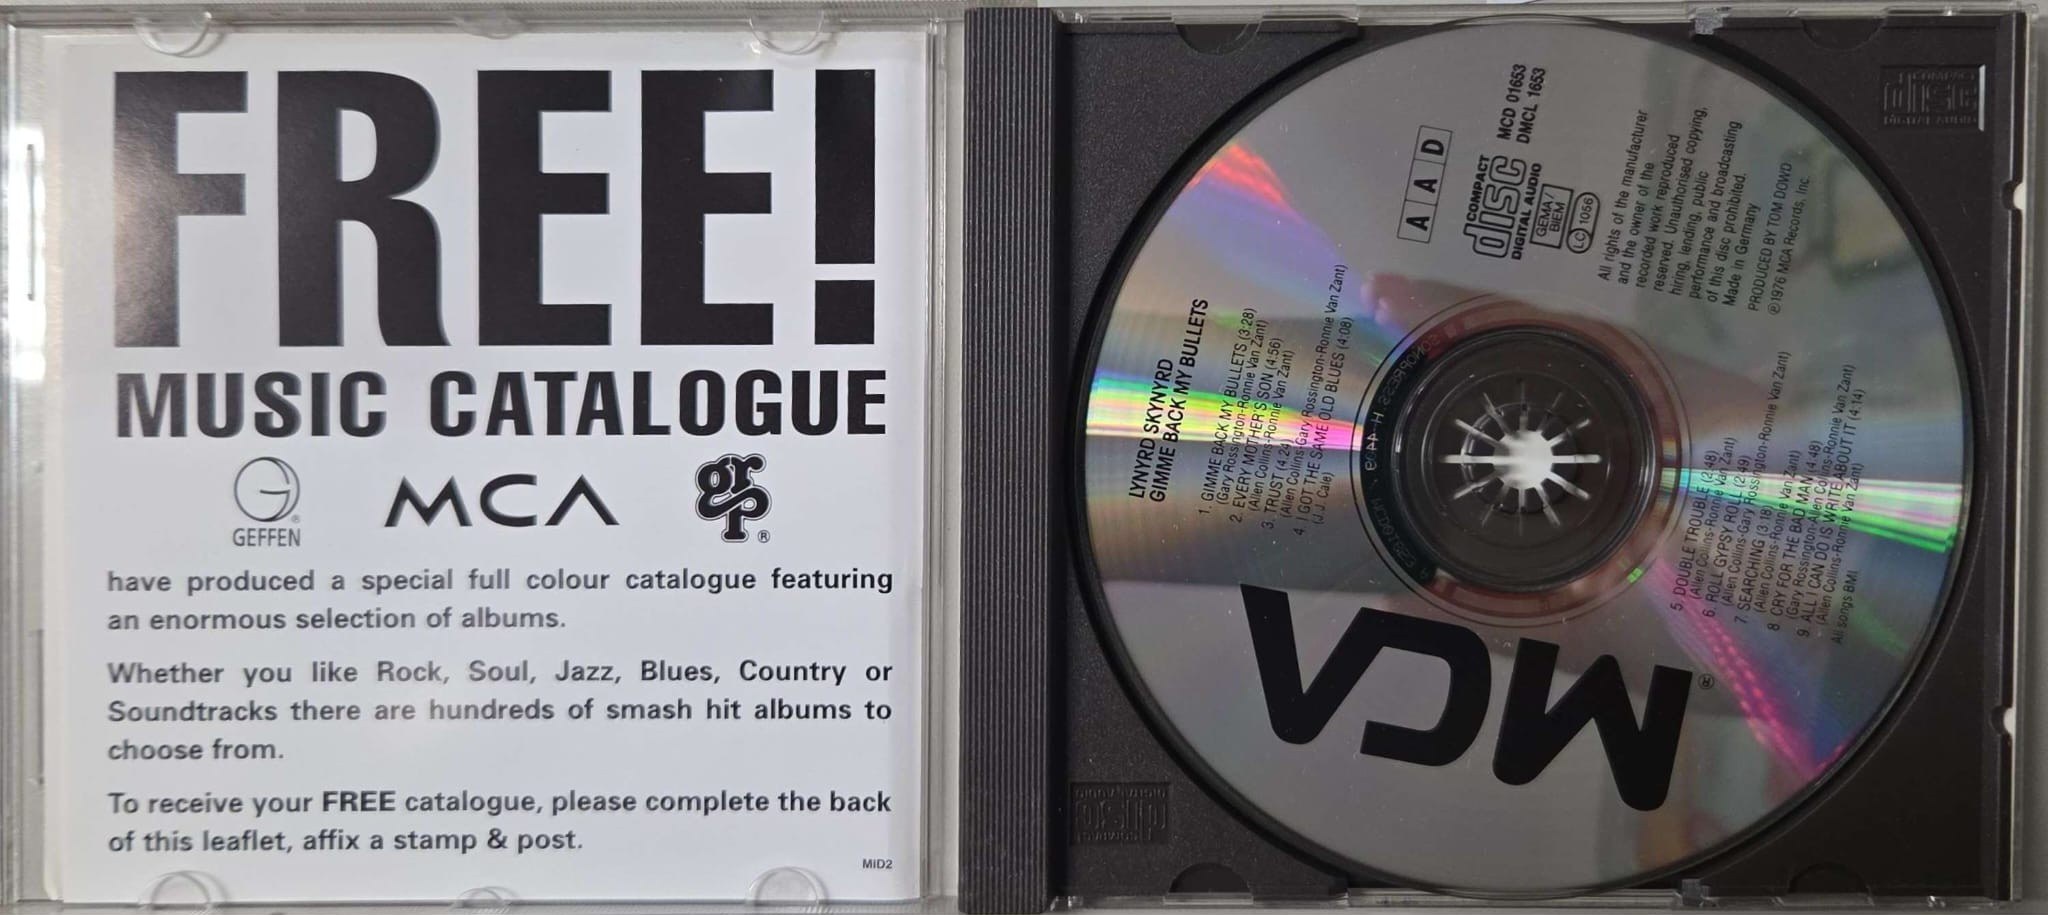 FREE!
MUSIC CATALOGUE
GEFFEN
MCA
grp
have produced a special full colour catalogue featuring
an enormous selection of albums.
Whether you like Rock, Soul, Jazz, Blues, Country or
Soundtracks there are hundreds of smash hit albums to
choose from.
To receive your FREE catalogue, please complete the back
of this leaflet, affix a stamp & post.
MiD2
LYNYRD SKYNYRD
GIMME BACK MY BULLETS
1. GIMME BACK MY BULLETS (3:28)
(Gary Rossington-Ronnie Van Zant)
2. EVERY MOTHER'S SON (4:56)
(Allen Collins-Ronnie Van Zant)
3. TRUST (4:24)
(Allen Collins-Gary Rossington-Ronnie Van Zant)
4. I GOT THE SAME OLD BLUES (4:08)
(J.J. Cale)
AAD
COMPACT
disc
DIGITAL AUDIO
MCD 01653
DMCL 1653
GEMA /
BIEM
LC 1056
All rights of the manufacturer
and the owner of the
recorded work reproduced
reserved. Unauthorised copying,
hiring, lending, public
performance and broadcasting
of this disc prohibited.
Made in Germany
PRODUCED BY TOM DOWD
℗1976 MCA Records, Inc.
5. DOUBLE TROUBLE (2:48)
(Allen Collins-Ronnie Van Zant)
6. ROLL GYPSY ROLL (2:49)
(Allen Collins-Gary Rossington-Ronnie Van Zant)
7. SEARCHING (3:18)
(Allen Collins-Ronnie Van Zant)
8. CRY FOR THE BAD MAN (4:48)
(Gary Rossington-Allen Collins-Ronnie Van Zant)
9. ALL I CAN DO IS WRITE ABOUT IT (4:14)
(Allen Collins-Ronnie Van Zant)
All songs BMI.
MCA®
SONOPRESS
COMPACT
disc
DIGITAL AUDIO
COMPACT
disc
DIGITAL AUDIO